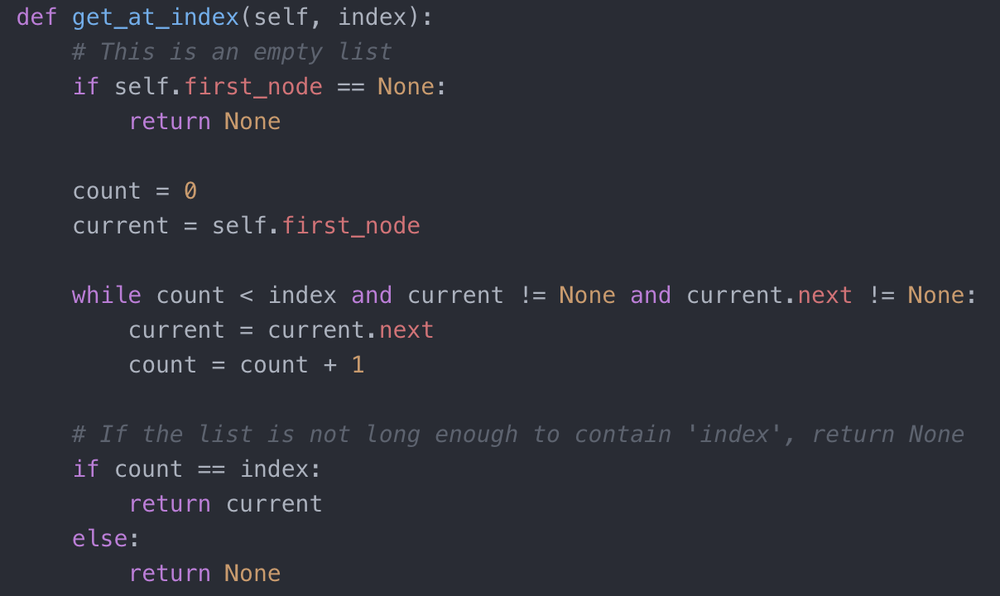 def get_at_index(self, index):
    # This is an empty list
    if self.first_node == None:
        return None

    count = 0
    current = self.first_node

    while count < index and current != None and current.next != None:
        current = current.next
        count = count + 1

    # If the list is not long enough to contain 'index', return None
    if count == index:
        return current
    else:
        return None